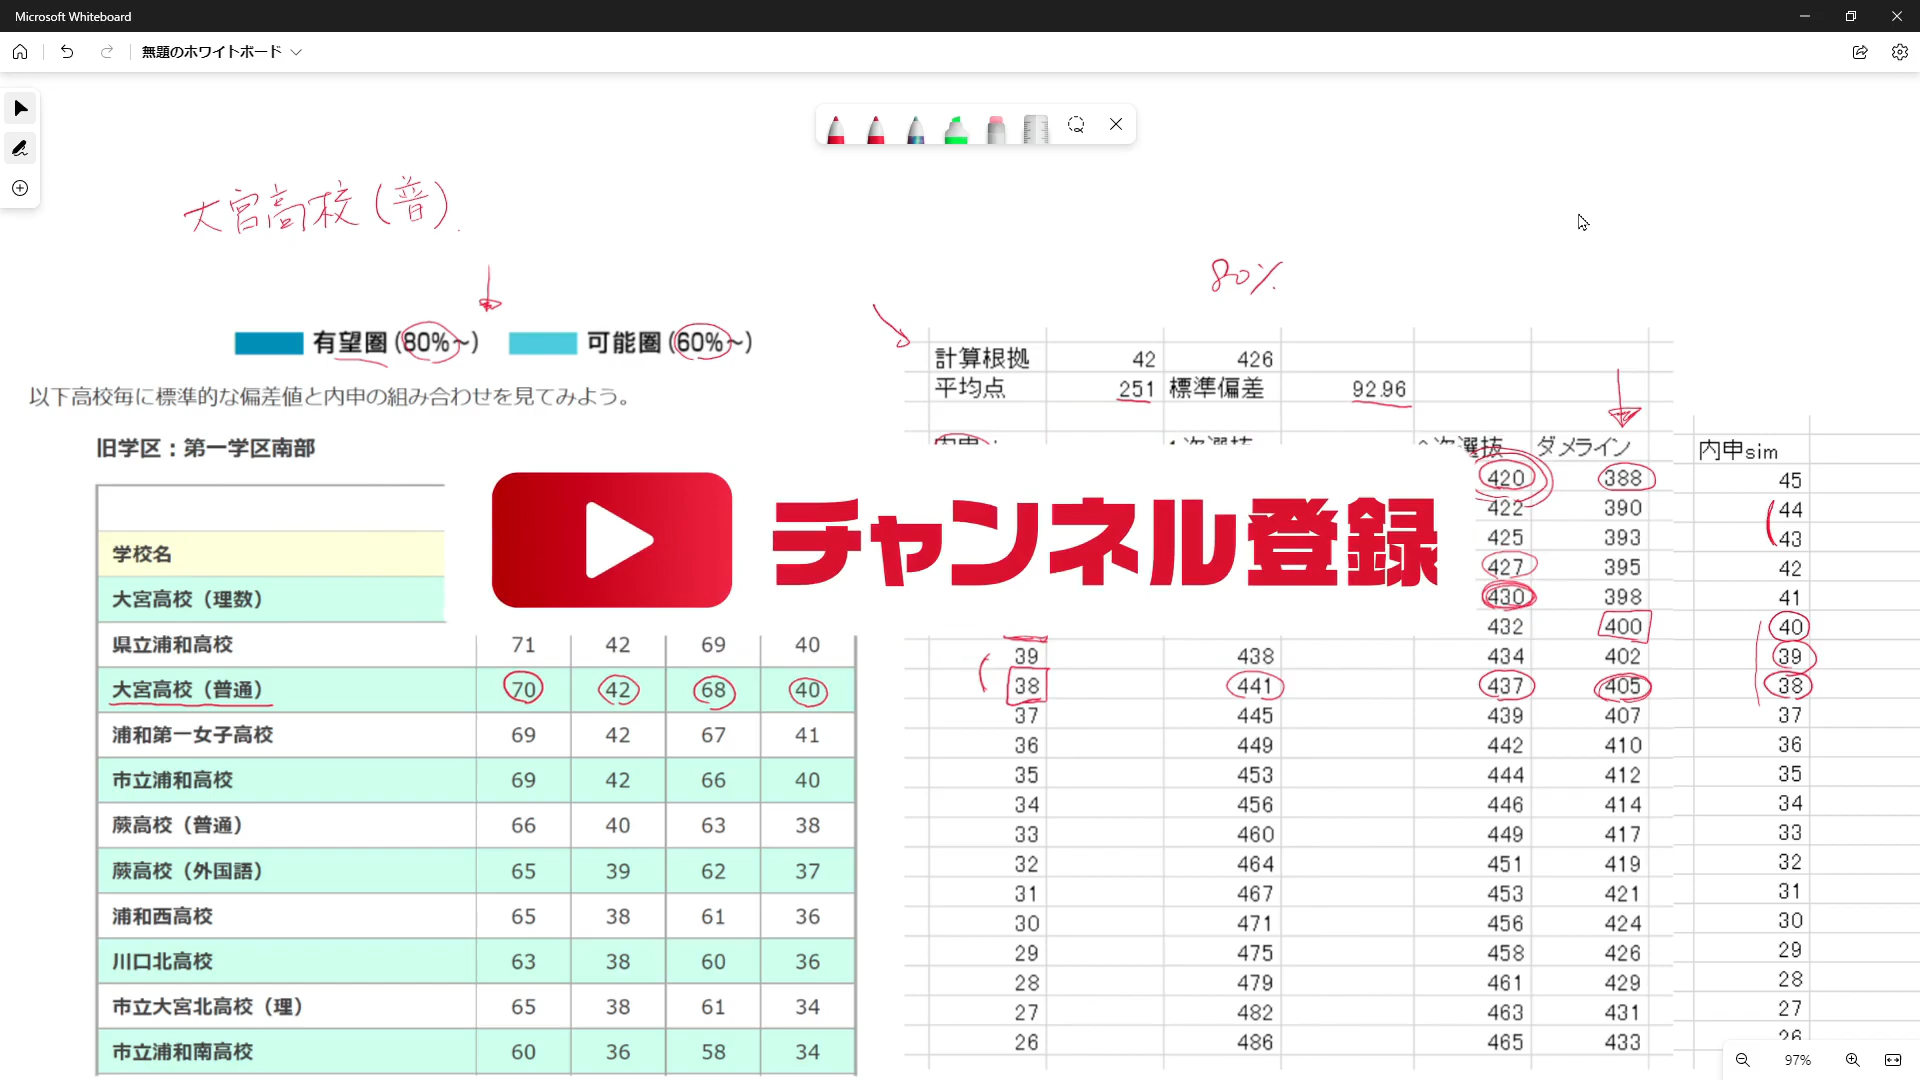 Microsoft Whiteboard
無題のホワイトボード
大宮高校(普)
80%
有望圏(80%~) 可能圏(60%~)
以下高校毎に標準的な偏差値と内申の組み合わせを見てみよう。
旧学区：第一学区南部
学校名
大宮高校（理数）
県立浦和高校 71 42 69 40
大宮高校（普通） 70 42 68 40
浦和第一女子高校 69 42 67 41
市立浦和高校 69 42 66 40
蕨高校（普通） 66 40 63 38
蕨高校（外国語） 65 39 62 37
浦和西高校 65 38 61 36
川口北高校 63 38 60 36
市立大宮北高校（理） 65 38 61 34
市立浦和南高校 60 36 58 34
チャンネル登録
計算根拠 42 426
平均点 251 標準偏差 92.96
次選抜 次選抜 ダメライン
420 388
422 390
425 393
427 395
430 398
432 400
39 438 434 402
38 441 437 405
37 445 439 407
36 449 442 410
35 453 444 412
34 456 446 414
33 460 449 417
32 464 451 419
31 467 453 421
30 471 456 424
29 475 458 426
28 479 461 429
27 482 463 431
26 486 465 433
内申sim
45
44
43
42
41
40
39
38
37
36
35
34
33
32
31
30
29
28
27
26
97%